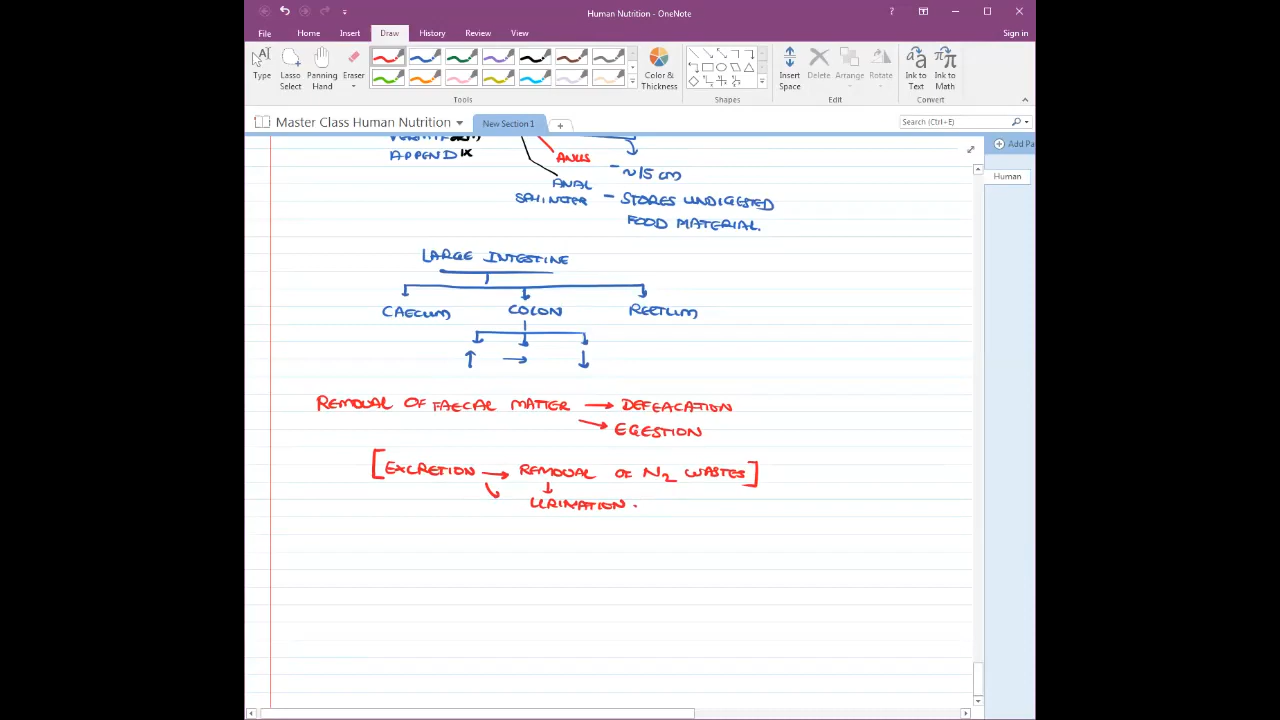 Human Nutrition - OneNote
?
File Home Insert Draw History Review View Sign in
Type
Lasso Select
Panning Hand
Eraser
Color & Thickness
Insert Space
Delete
Arrange
Rotate
Ink to Text
Ink to Math
Tools Shapes Edit Convert
Master Class Human Nutrition New Section 1 Search (Ctrl+E)
Add Pa
Human
APPENDIX
ANUS
~15 cm
ANAL
SPHINCTER
- STORES UNDIGESTED
FOOD MATERIAL.
LARGE INTESTINE
CAECUM COLON RECTUM
↑ → ↓
REMOVAL OF FAECAL MATTER → DEFEACATION
→ EGESTION
[EXCRETION → REMOVAL OF N2 WASTES]
↓
URINATION.